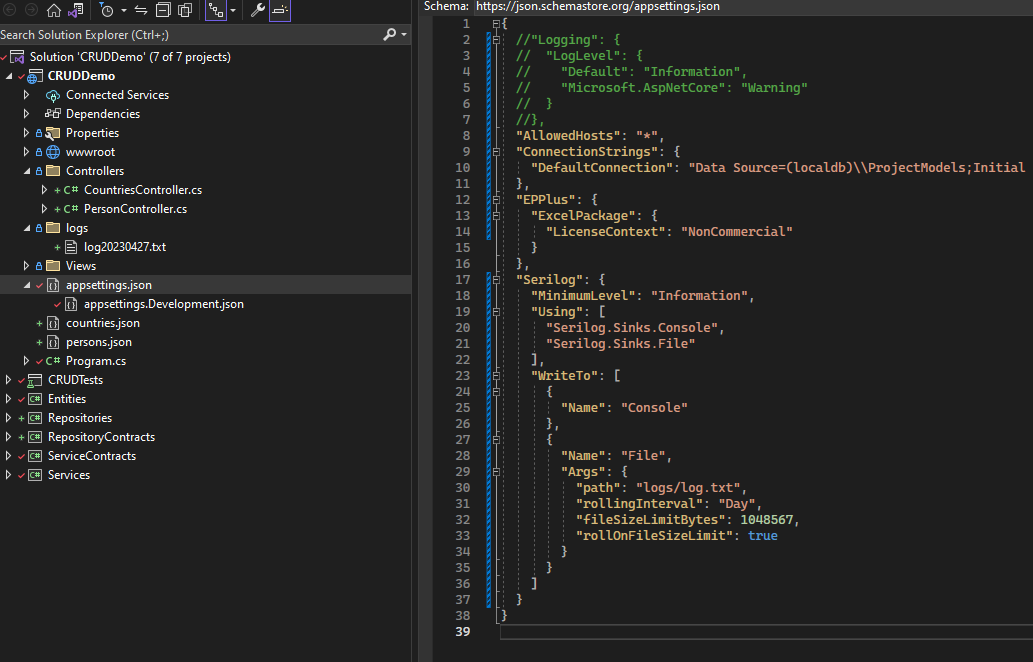 Search Solution Explorer (Ctrl+;)
Solution 'CRUDDemo' (7 of 7 projects)
CRUDDemo
Connected Services
Dependencies
Properties
wwwroot
Controllers
C# CountriesController.cs
C# PersonController.cs
logs
log20230427.txt
Views
appsettings.json
appsettings.Development.json
countries.json
persons.json
C# Program.cs
CRUDTests
C# Entities
C# Repositories
C# RepositoryContracts
C# ServiceContracts
C# Services
Schema: https://json.schemastore.org/appsettings.json
1 {
2 //"Logging": {
3 //  "LogLevel": {
4 //    "Default": "Information",
5 //    "Microsoft.AspNetCore": "Warning"
6 //  }
7 //},
8 "AllowedHosts": "*",
9 "ConnectionStrings": {
10 "DefaultConnection": "Data Source=(localdb)\\ProjectModels;Initial
11 },
12 "EPPlus": {
13 "ExcelPackage": {
14 "LicenseContext": "NonCommercial"
15 }
16 },
17 "Serilog": {
18 "MinimumLevel": "Information",
19 "Using": [
20 "Serilog.Sinks.Console",
21 "Serilog.Sinks.File"
22 ],
23 "WriteTo": [
24 {
25 "Name": "Console"
26 },
27 {
28 "Name": "File",
29 "Args": {
30 "path": "logs/log.txt",
31 "rollingInterval": "Day",
32 "fileSizeLimitBytes": 1048567,
33 "rollOnFileSizeLimit": true
34 }
35 }
36 ]
37 }
38 }
39